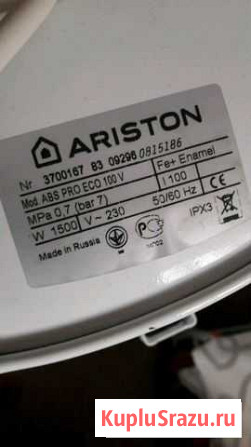 ARISTON
Nr 3700167 83 09296 0815186
Mod. ABS PRO ECO 100 V Fe+ Enamel
MPa 0,7 (bar 7) l 100 CE
W 1500 V ~ 230 50/60 Hz IPX3
Made in Russia
KupluSrazu.ru